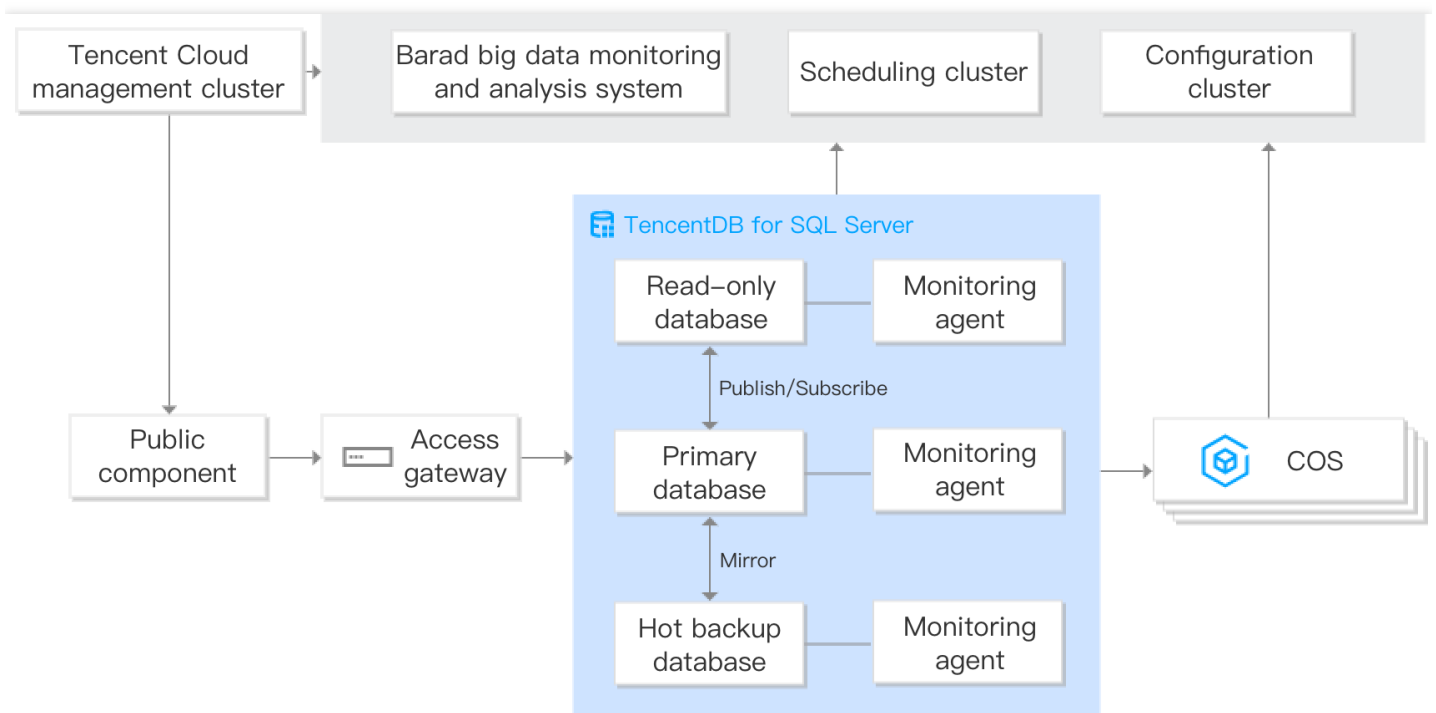 Tencent Cloud
management cluster
Barad big data monitoring
and analysis system
Scheduling cluster
Configuration
cluster
TencentDB for SQL Server
Read-only
database
Monitoring
agent
Publish/Subscribe
Public
component
Access
gateway
Primary
database
Monitoring
agent
COS
Mirror
Hot backup
database
Monitoring
agent